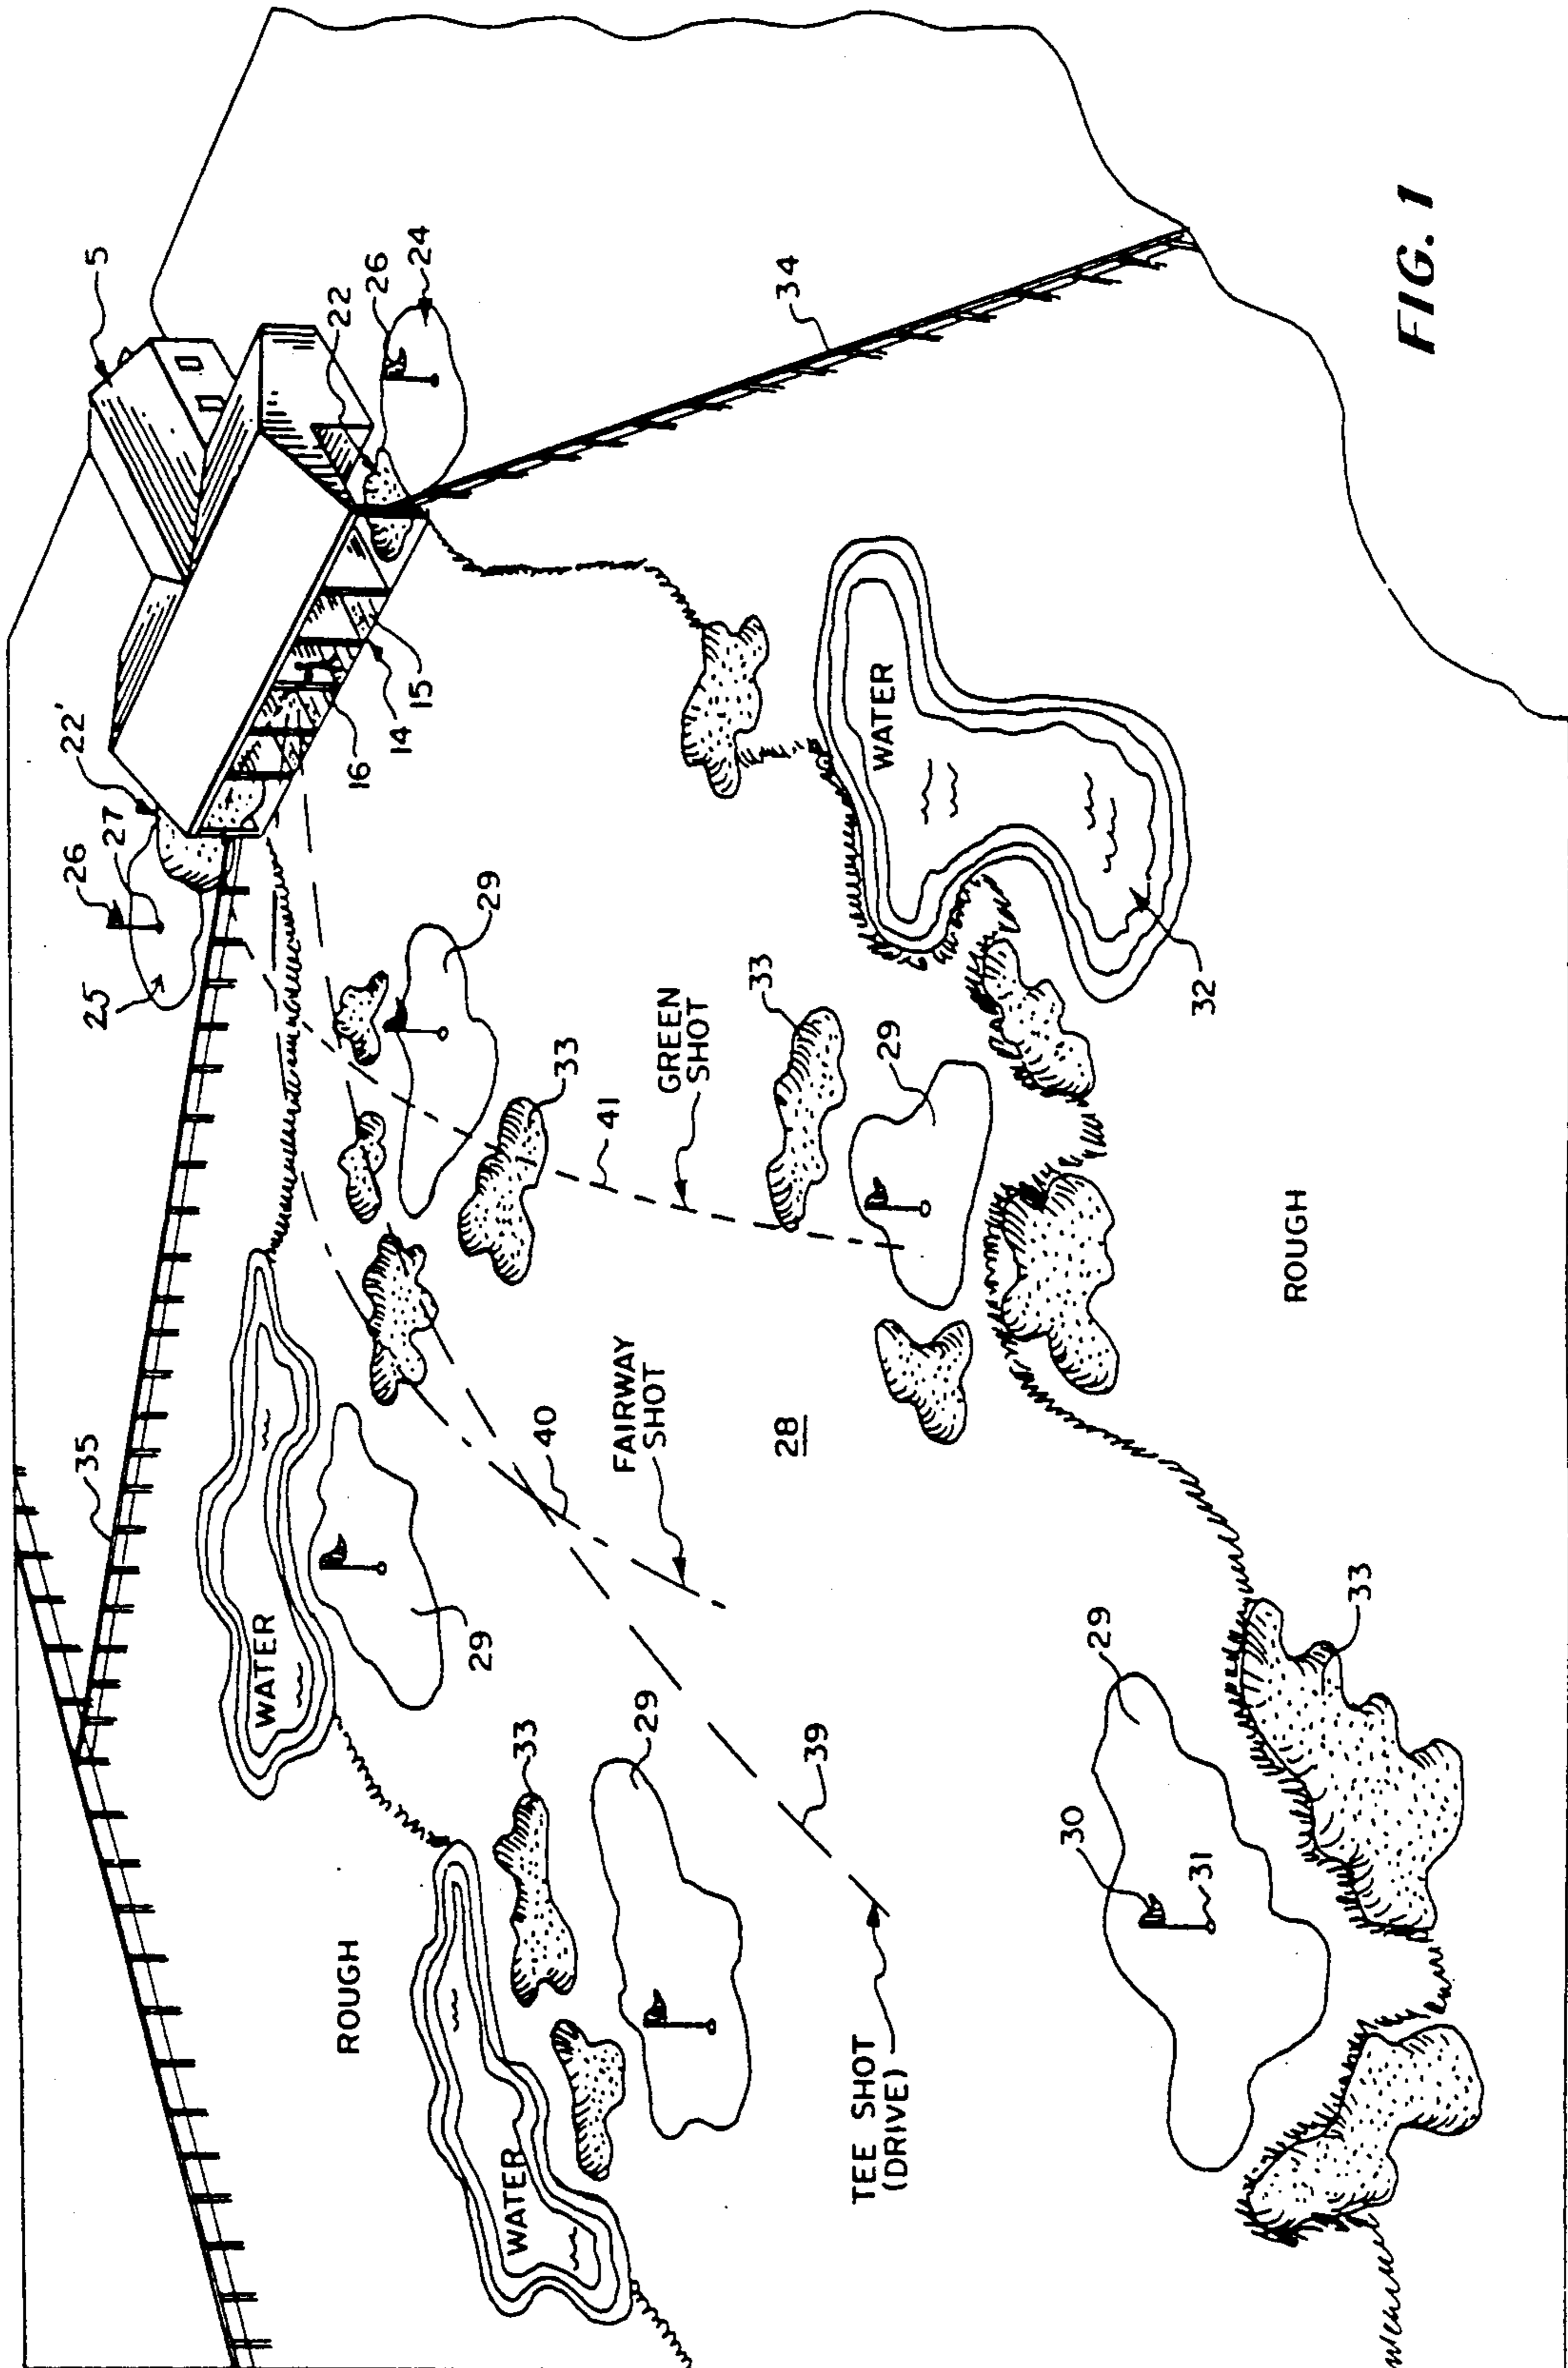 5
22
26
24
22'
26
27
25
16
14
15
34
35
29
33
GREEN
SHOT
41
33
29
WATER
32
WATER
29
40
FAIRWAY
SHOT
28
ROUGH
ROUGH
33
29
39
WATER
TEE SHOT
(DRIVE)
30
31
29
33
FIG. 1